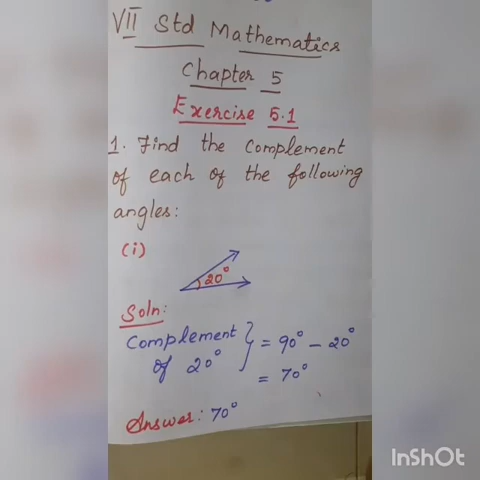 VII Std Mathematics
Chapter 5
Exercise 5.1
1. Find the Complement
of each of the following
angles:
(i)
20°
Soln:
Complement
of 20° } = 90° - 20°
= 70°
Answer: 70°
InShOt